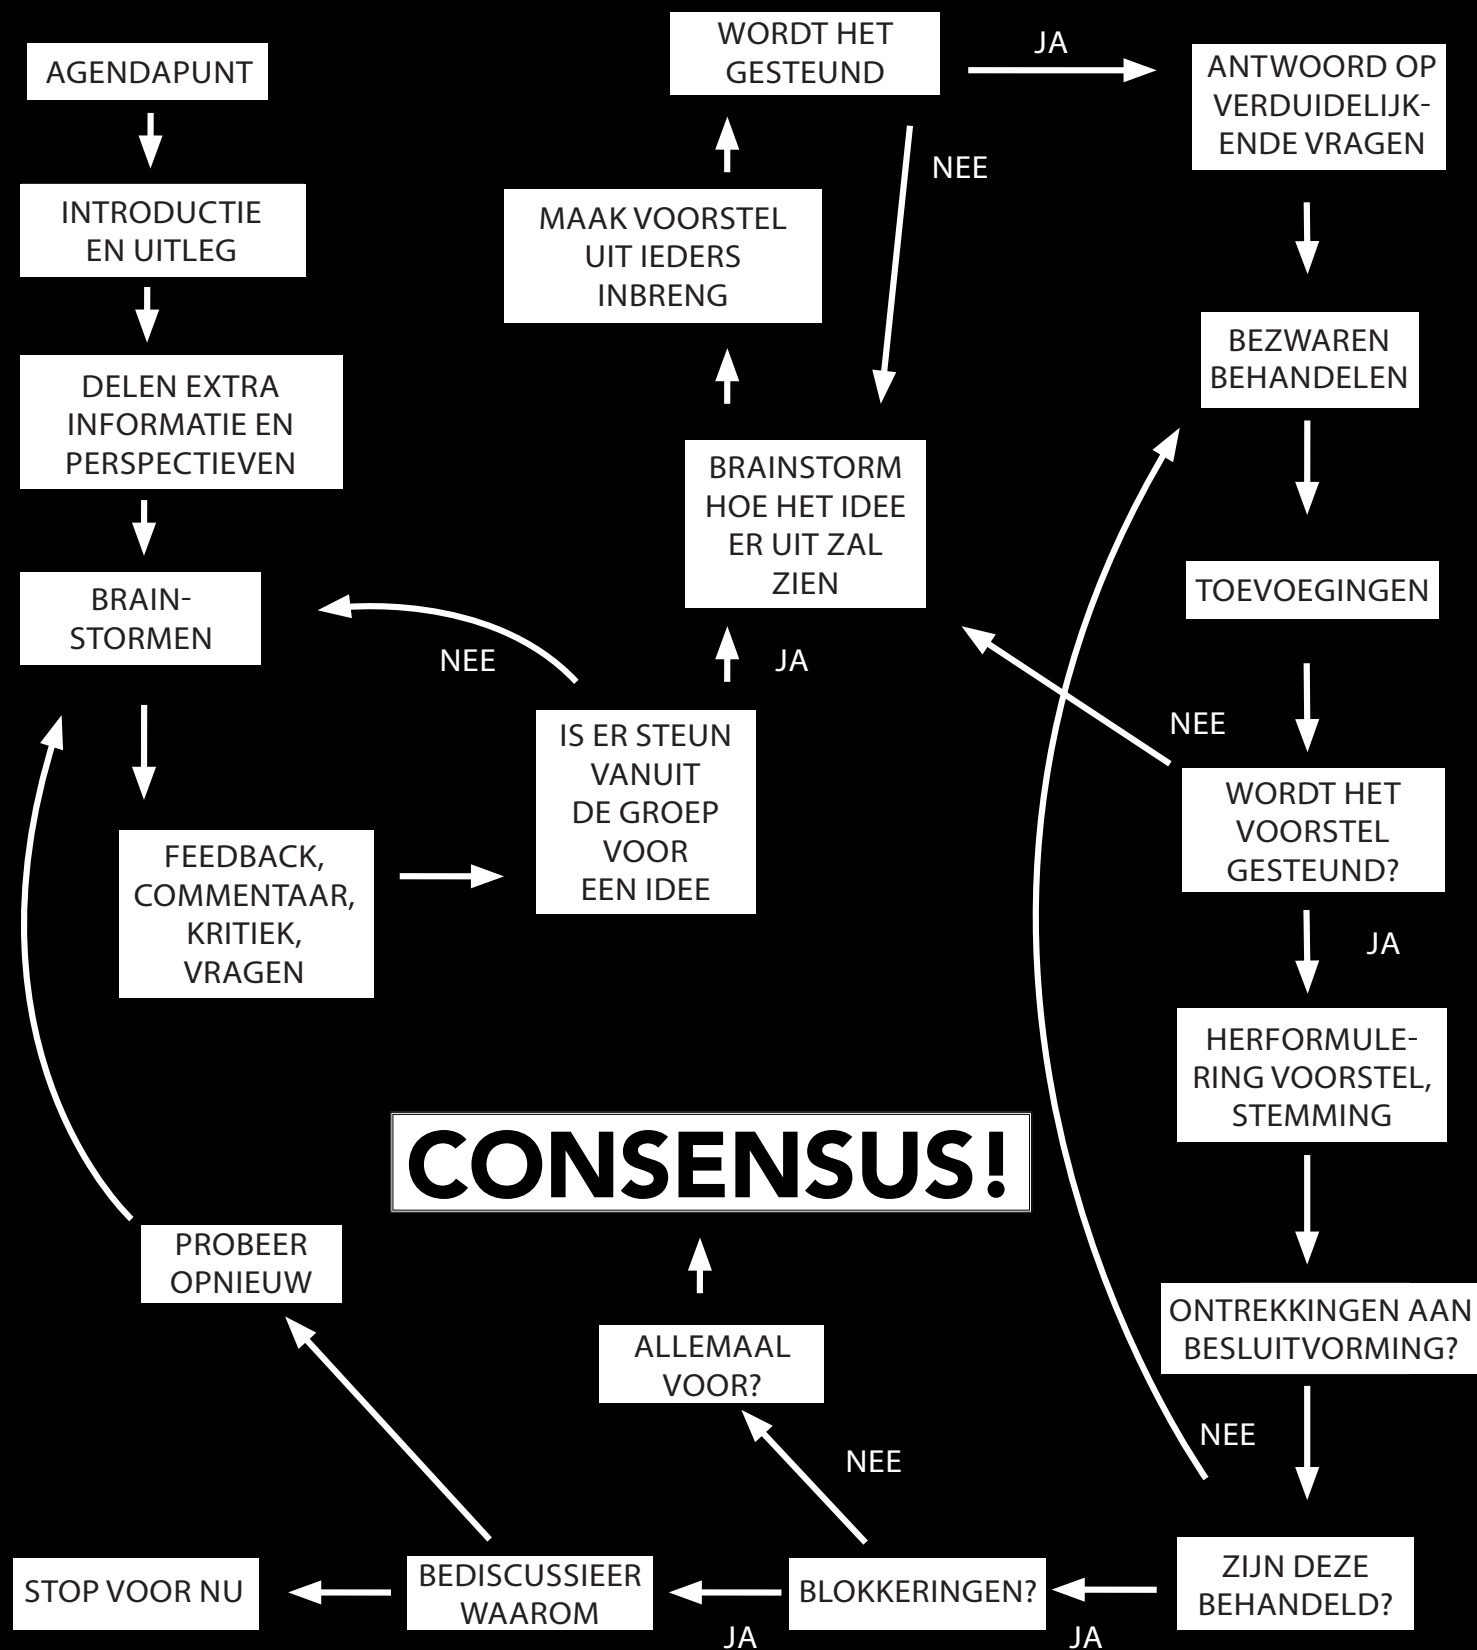 AGENDAPUNT
INTRODUCTIE
EN UITLEG
DELEN EXTRA
INFORMATIE EN
PERSPECTIEVEN
BRAIN-
STORMEN
FEEDBACK,
COMMENTAAR,
KRITIEK,
VRAGEN
NEE
IS ER STEUN
VANUIT
DE GROEP
VOOR
EEN IDEE
JA
BRAINSTORM
HOE HET IDEE
ER UIT ZAL
ZIEN
MAAK VOORSTEL
UIT IEDERS
INBRENG
WORDT HET
GESTEUND
NEE
JA
ANTWOORD OP
VERDUIDELIJK-
ENDE VRAGEN
BEZWAREN
BEHANDELEN
TOEVOEGINGEN
NEE
WORDT HET
VOORSTEL
GESTEUND?
JA
HERFORMULE-
RING VOORSTEL,
STEMMING
ONTREKKINGEN AAN
BESLUITVORMING?
NEE
ZIJN DEZE
BEHANDELD?
JA
BLOKKERINGEN?
NEE
ALLEMAAL
VOOR?
CONSENSUS!
JA
BEDISCUSSIEER
WAAROM
STOP VOOR NU
PROBEER
OPNIEUW